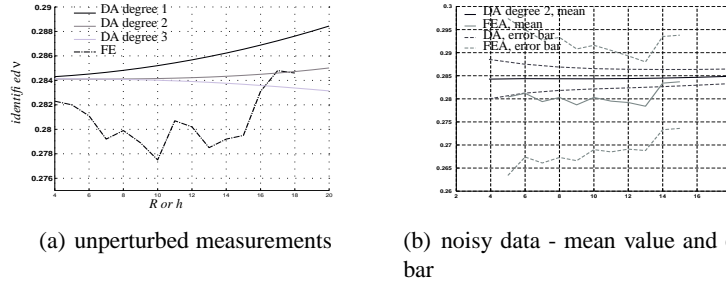 0.29
0.288
0.286
0.284
0.282
0.28
0.278
0.276
4 6 8 10 12 14 16 18 20
identified ν
R or h
DA degree 1
DA degree 2
DA degree 3
FE
(a) unperturbed measurements
0.3
0.295
0.29
0.285
0.28
0.275
0.27
0.265
0.26
2 4 6 8 10 12 14 16
DA degree 2, mean
FEA, mean
DA, error bar
FEA, error bar
(b) noisy data - mean value and
bar